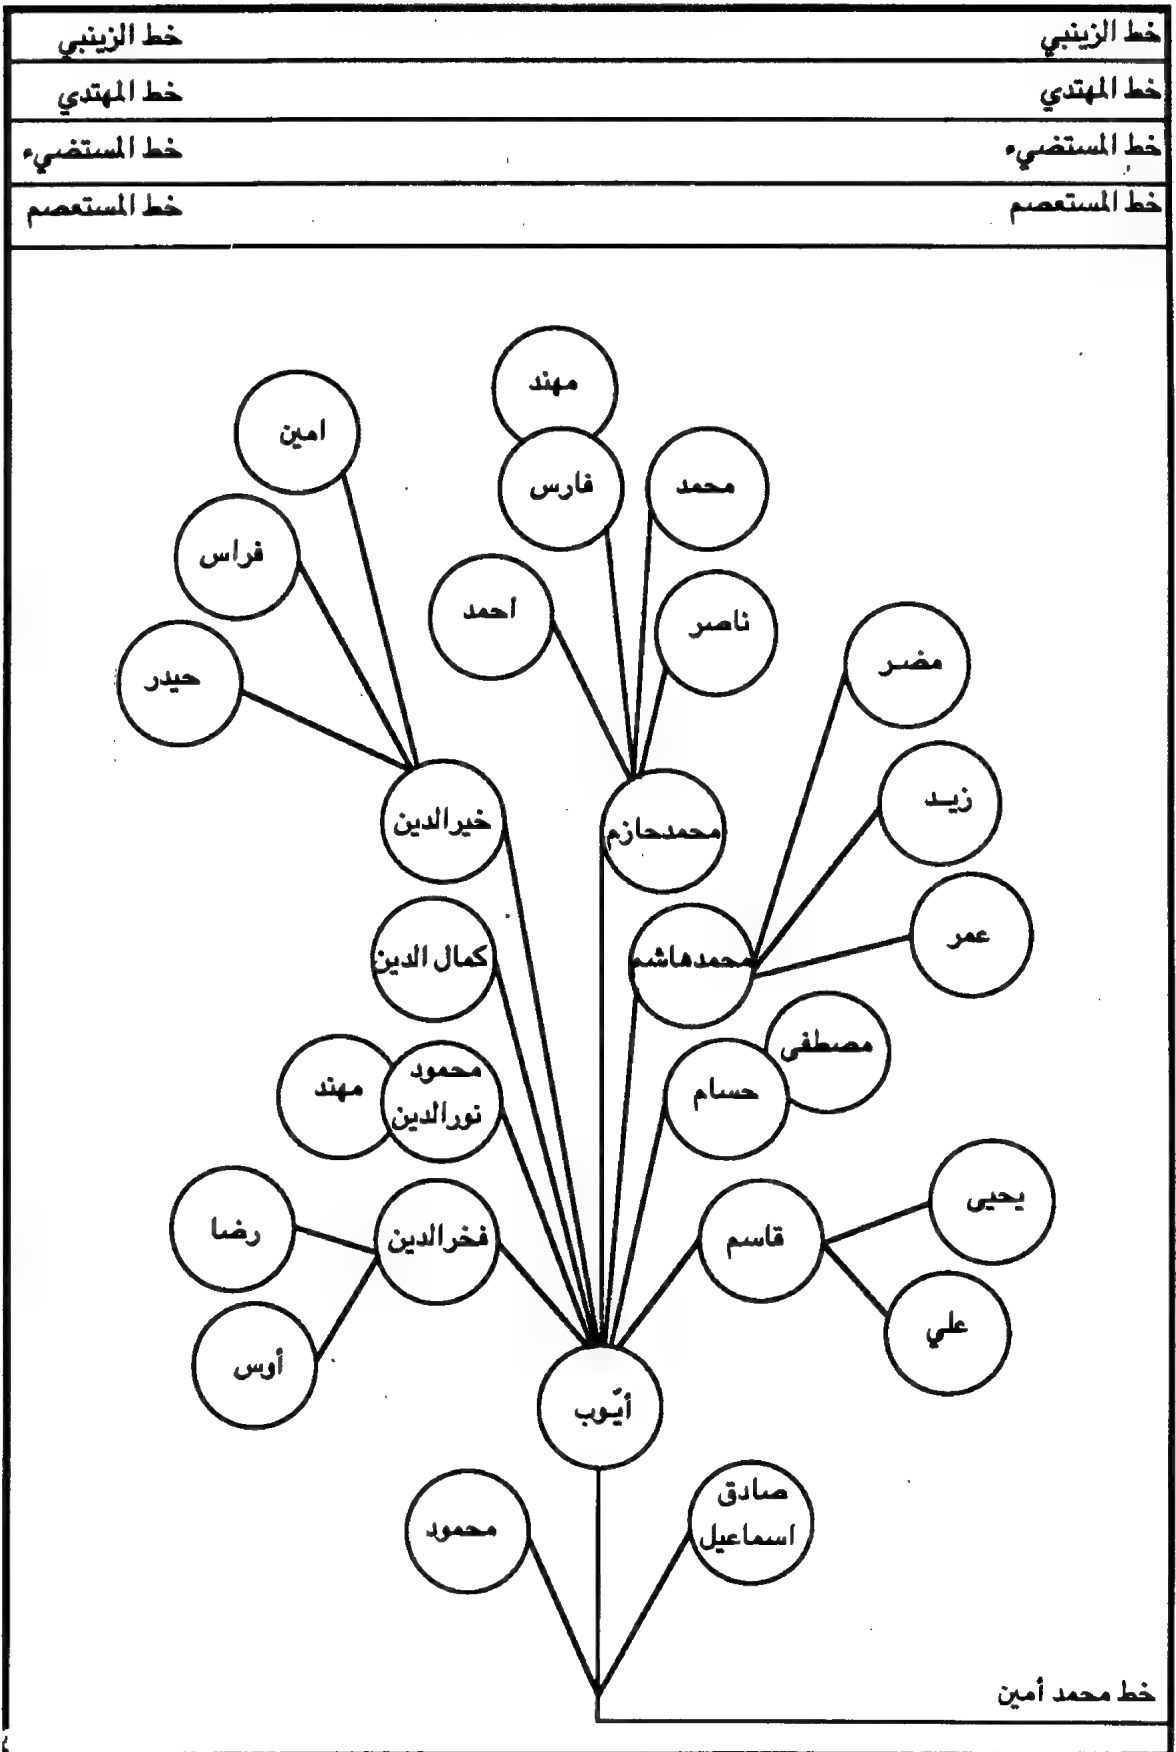 خط الزينبي
خط الزينبي
خط المهتدي
خط المهتدي
خط المستضيء
خط المستضيء
خط المستعصم
خط المستعصم
مهند
امين
محمد
فارس
فراس
ناصر
أحمد
مضر
حيدر
زيد
محمدحازم
خيرالدين
عمر
محمدهاشم
كمال الدين
مصطفى
حسام
محمود
نورالدين
مهند
يحيى
قاسم
فخرالدين
رضا
علي
أوس
أيّوب
صادق
اسماعيل
محمود
خط محمد أمين